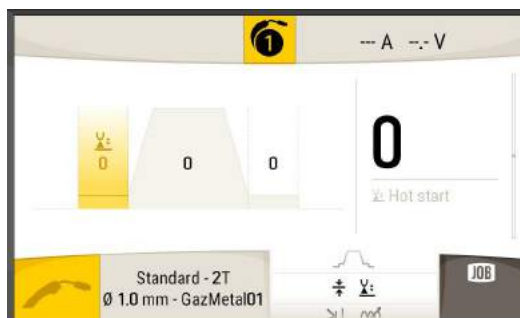 1
--- A --.- V
0
0
0
0
Hot start
Standard - 2T
Ø 1.0 mm - GazMetal01
JOB